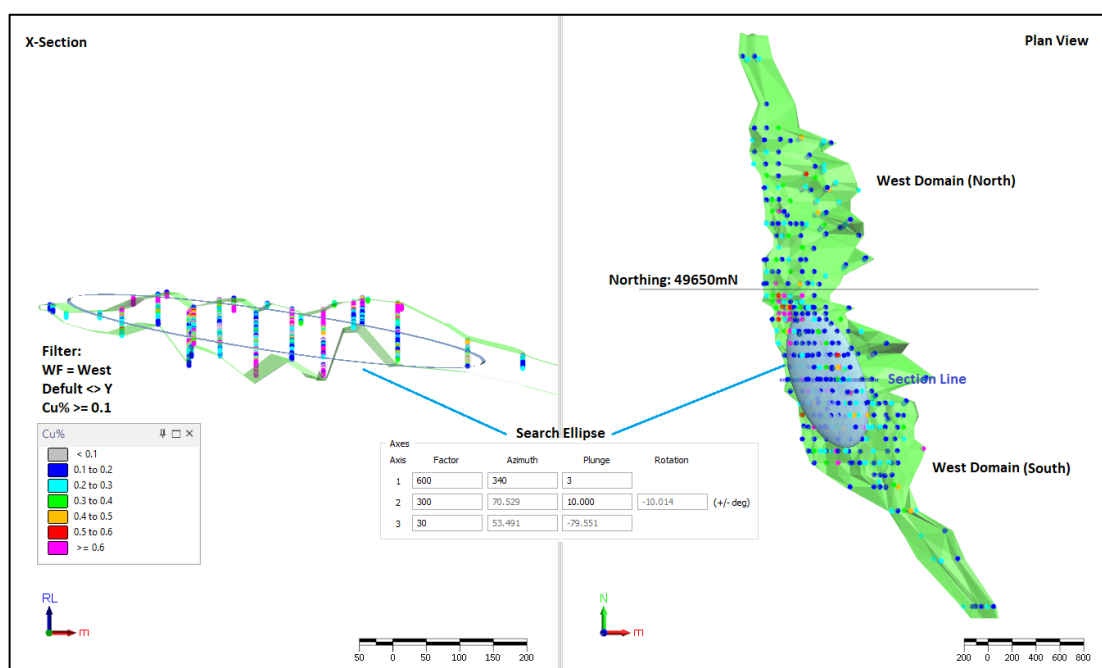 X-Section
Plan View
West Domain (North)
Northing: 49650mN
Filter:
WF = West
Defult <> Y
Cu% >= 0.1
Section Line
Cu%
< 0.1
0.1 to 0.2
0.2 to 0.3
0.3 to 0.4
0.4 to 0.5
0.5 to 0.6
>= 0.6
Search Ellipse
Axes
Axis Factor Azimuth Plunge Rotation
1 600 340 3
2 300 70.529 10.000 -10.014 (+/- deg)
3 30 53.491 -79.551
West Domain (South)
RL
m
50 0 50 100 150 200
N
m
200 0 200 400 600 800